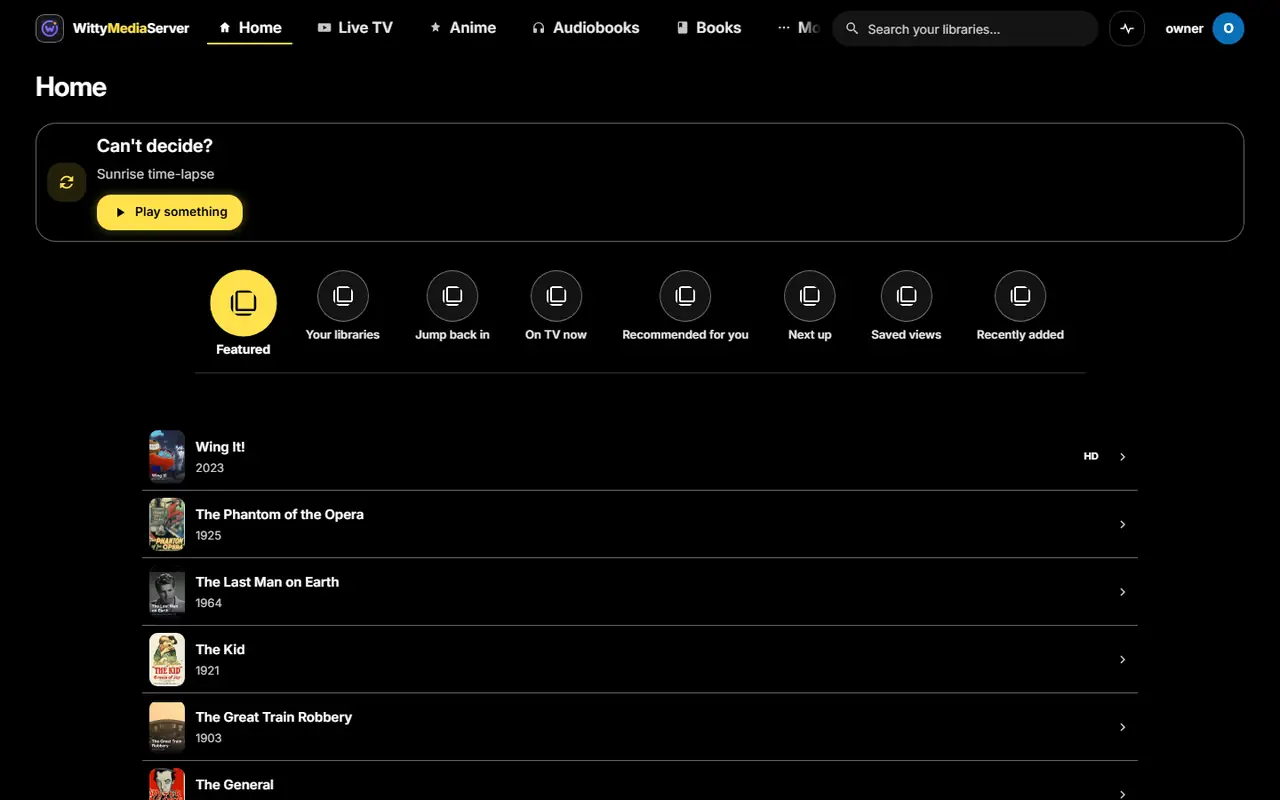 WittyMediaServer
Home
Live TV
Anime
Audiobooks
Books
Mo
Search your libraries...
owner
O
Home
Can't decide?
Sunrise time-lapse
Play something
Featured
Your libraries
Jump back in
On TV now
Recommended for you
Next up
Saved views
Recently added
Wing It!
2023
HD
The Phantom of the Opera
1925
The Last Man on Earth
1964
THE KID
The Kid
1921
The Great Train Robbery
1903
The General